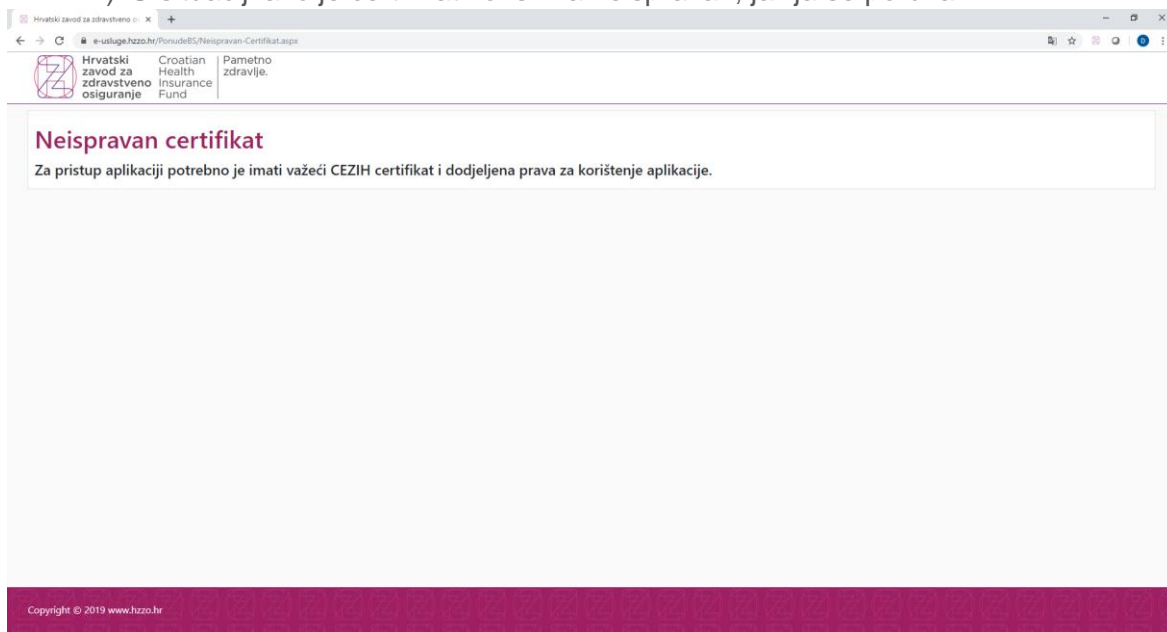 Hrvatski zavod za zdravstveno o
e-usluge.hzzo.hr/PonudeBS/Neispravan-Certifikat.aspx
Hrvatski
zavod za
zdravstveno
osiguranje
Croatian
Health
Insurance
Fund
Pametno
zdravlje.
Neispravan certifikat
Za pristup aplikaciji potrebno je imati važeći CEZIH certifikat i dodjeljena prava za korištenje aplikacije.
Copyright © 2019 www.hzzo.hr